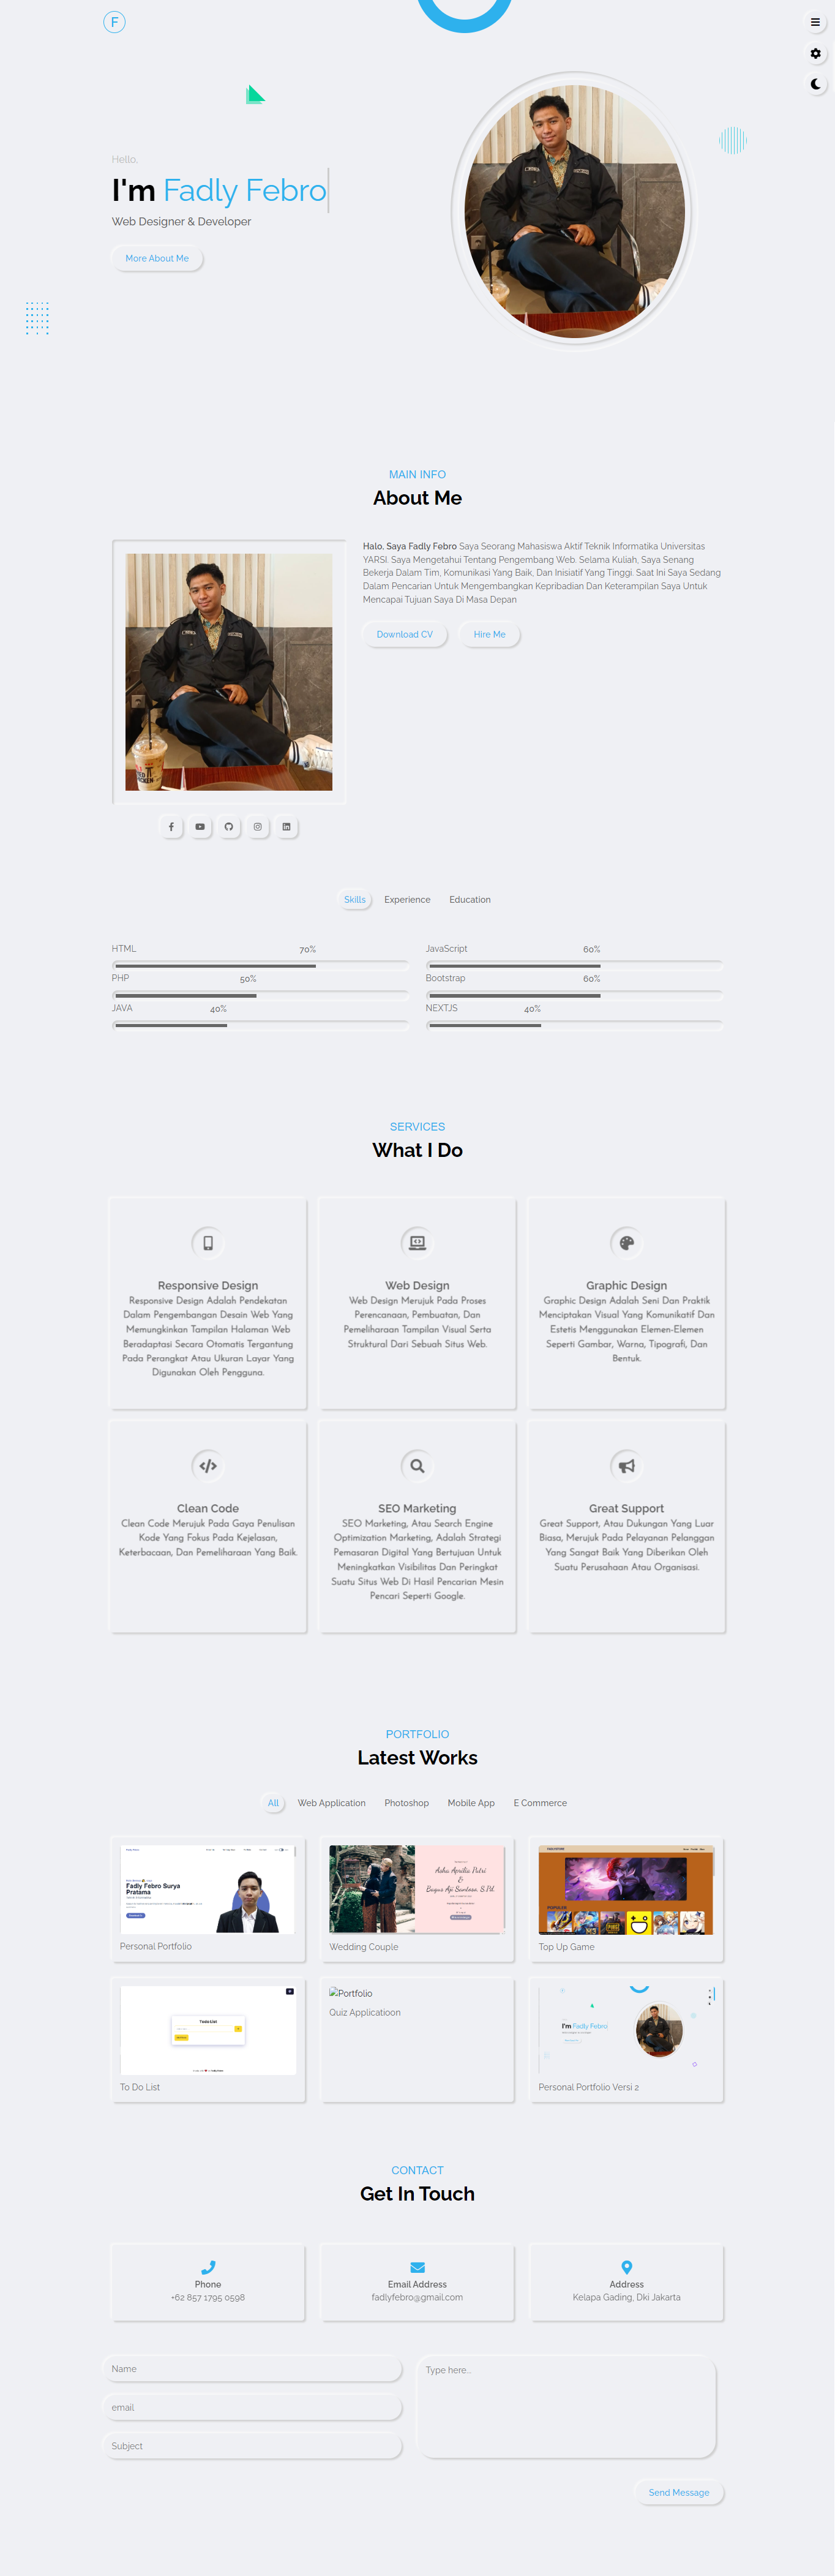 F
Hello,
I'm Fadly Febro
Web Designer & Developer
More About Me
MAIN INFO
About Me
Halo, Saya Fadly Febro Saya Seorang Mahasiswa Aktif Teknik Informatika Universitas
YARSI. Saya Mengetahui Tentang Pengembang Web. Selama Kuliah, Saya Senang
Bekerja Dalam Tim, Komunikasi Yang Baik, Dan Inisiatif Yang Tinggi. Saat Ini Saya Sedang
Dalam Pencarian Untuk Mengembangkan Kepribadian Dan Keterampilan Saya Untuk
Mencapai Tujuan Saya Di Masa Depan
Download CV
Hire Me
Skills
Experience
Education
HTML
70%
JavaScript
60%
PHP
50%
Bootstrap
60%
JAVA
40%
NEXTJS
40%
SERVICES
What I Do
Responsive Design
Responsive Design Adalah Pendekatan
Dalam Pengembangan Desain Web Yang
Memungkinkan Tampilan Halaman Web
Beradaptasi Secara Otomatis Tergantung
Pada Perangkat Atau Ukuran Layar Yang
Digunakan Oleh Pengguna.
Web Design
Web Design Merujuk Pada Proses
Perencanaan, Pembuatan, Dan
Pemeliharaan Tampilan Visual Serta
Struktural Dari Sebuah Situs Web.
Graphic Design
Graphic Design Adalah Seni Dan Praktik
Menciptakan Visual Yang Komunikatif Dan
Estetis Menggunakan Elemen-Elemen
Seperti Gambar, Warna, Tipografi, Dan
Bentuk.
Clean Code
Clean Code Merujuk Pada Gaya Penulisan
Kode Yang Fokus Pada Kejelasan,
Keterbacaan, Dan Pemeliharaan Yang Baik.
SEO Marketing
SEO Marketing, Atau Search Engine
Optimization Marketing, Adalah Strategi
Pemasaran Digital Yang Bertujuan Untuk
Meningkatkan Visibilitas Dan Peringkat
Suatu Situs Web Di Hasil Pencarian Mesin
Pencari Seperti Google.
Great Support
Great Support, Atau Dukungan Yang Luar
Biasa, Merujuk Pada Pelayanan Pelanggan
Yang Sangat Baik Yang Diberikan Oleh
Suatu Perusahaan Atau Organisasi.
PORTFOLIO
Latest Works
All
Web Application
Photoshop
Mobile App
E Commerce
Fadly Febro Surya
Pratama
Personal Portfolio
Asha Aprilia Putri
&
Bagus Aji Santosa, S.Pd.
Wedding Couple
POPULER
Top Up Game
Todo List
To Do List
Portfolio
Quiz Applicatioon
I'm Fadly Febro
Personal Portfolio Versi 2
CONTACT
Get In Touch
Phone
+62 857 1795 0598
Email Address
fadlyfebro@gmail.com
Address
Kelapa Gading, Dki Jakarta
Name
email
Subject
Type here...
Send Message